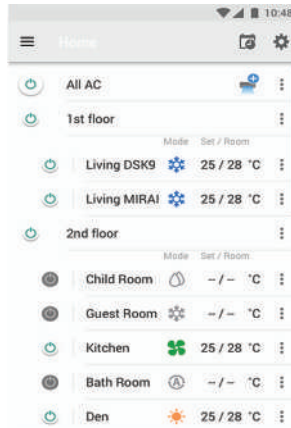 10:48
Home
All AC
1st floor
Mode Set / Room
Living DSK9 25 / 28 °C
Living MIRAI 25 / 28 °C
2nd floor
Mode Set / Room
Child Room – / – °C
Guest Room – / – °C
Kitchen 25 / 28 °C
Bath Room A – / – °C
Den 25 / 28 °C